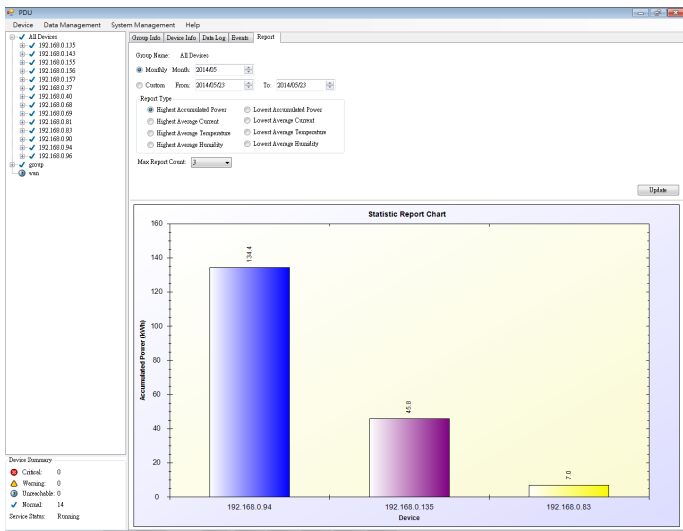 PDU
Device Data Management System Management Help
All Devices
192.168.0.135
192.168.0.143
192.168.0.155
192.168.0.156
192.168.0.157
192.168.0.37
192.168.0.40
192.168.0.68
192.168.0.69
192.168.0.81
192.168.0.83
192.168.0.90
192.168.0.94
192.168.0.96
group
wan
Device Summary
Critical: 0
Warning: 0
Unreachable: 0
Normal: 14
Service Status: Running
Group Info Device Info Data Log Events Report
Group Name: All Devices
Monthly Month: 2014/05
Custom From: 2014/05/23 To: 2014/05/23
Report Type
Highest Accumulated Power Lowest Accumulated Power
Highest Average Current Lowest Average Current
Highest Average Temperature Lowest Average Temperature
Highest Average Humidity Lowest Average Humidity
Max Report Count: 3
Update
Statistic Report Chart
Accumulated Power (kWh)
160
140
120
100
80
60
40
20
0
134.4
45.8
7.0
192.168.0.94 192.168.0.135 192.168.0.83
Device